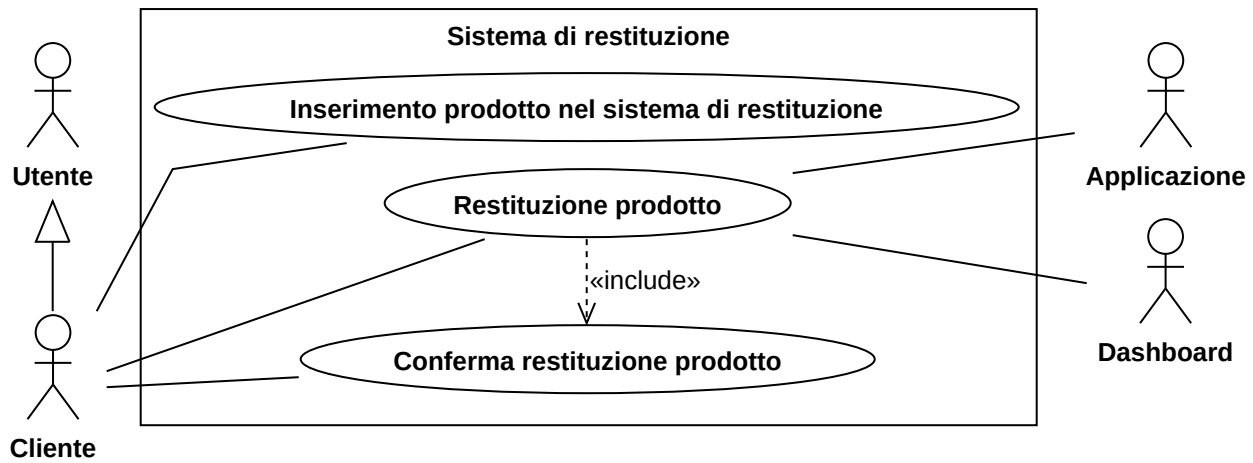 Sistema di restituzione
Inserimento prodotto nel sistema di restituzione
Utente
Applicazione
Restituzione prodotto
«include»
Dashboard
Conferma restituzione prodotto
Cliente